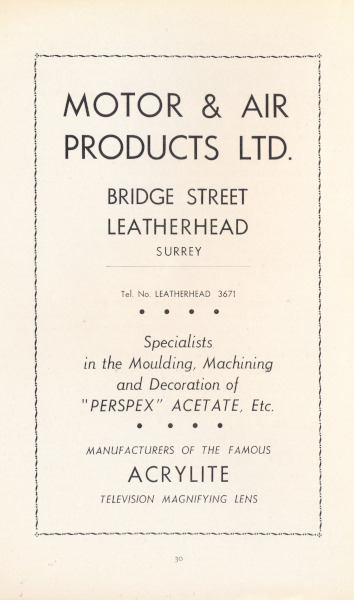 MOTOR & AIR
PRODUCTS LTD.
BRIDGE STREET
LEATHERHEAD
SURREY
Tel. No. LEATHERHEAD 3671
Specialists
in the Moulding, Machining
and Decoration of
"PERSPEX" ACETATE, Etc.
MANUFACTURERS OF THE FAMOUS
ACRYLITE
TELEVISION MAGNIFYING LENS
30